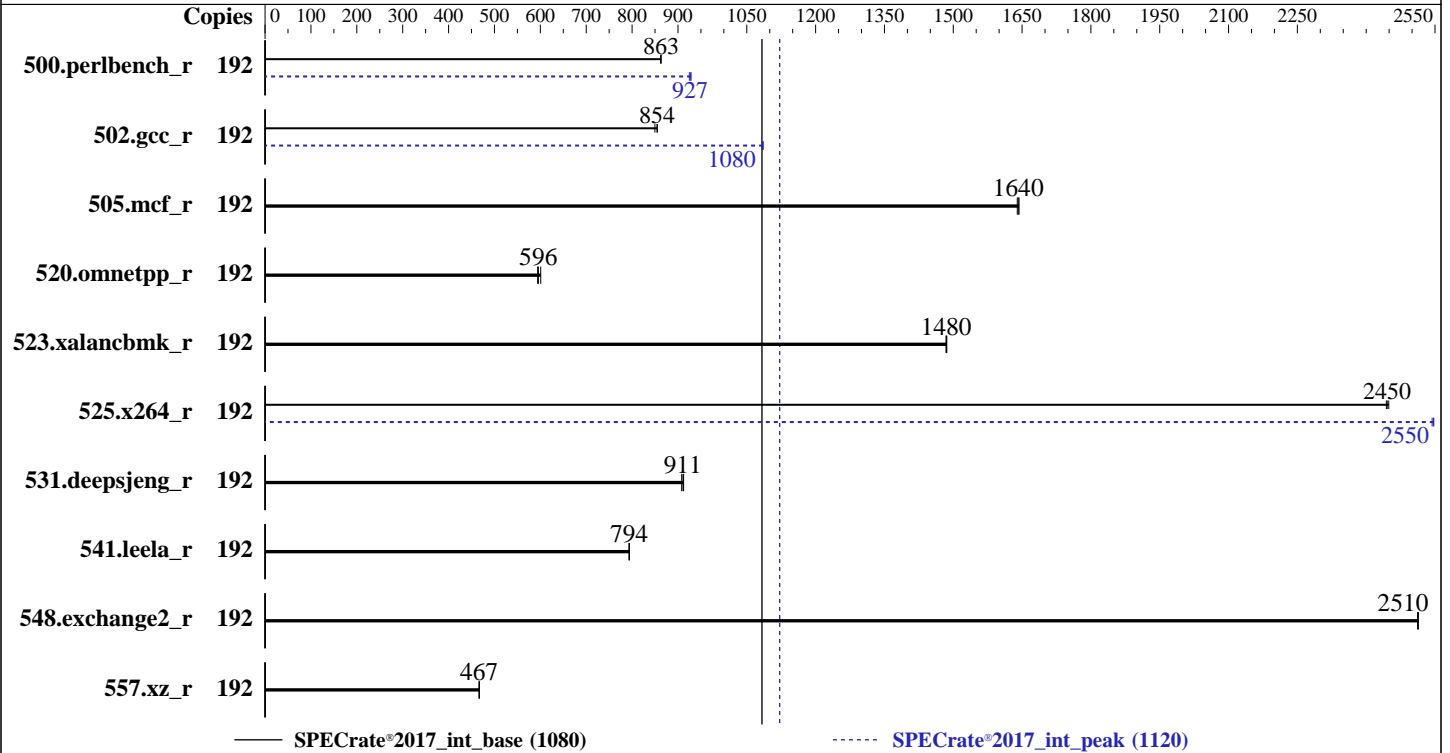 Copies 0 100 200 300 400 500 600 700 800 900 1050 1200 1350 1500 1650 1800 1950 2100 2250 2550
863
500.perlbench_r 192
927
854
502.gcc_r 192
1080
1640
505.mcf_r 192
596
520.omnetpp_r 192
1480
523.xalancbmk_r 192
2450
525.x264_r 192
2550
911
531.deepsjeng_r 192
794
541.leela_r 192
2510
548.exchange2_r 192
467
557.xz_r 192
SPECrate®2017_int_base (1080) SPECrate®2017_int_peak (1120)